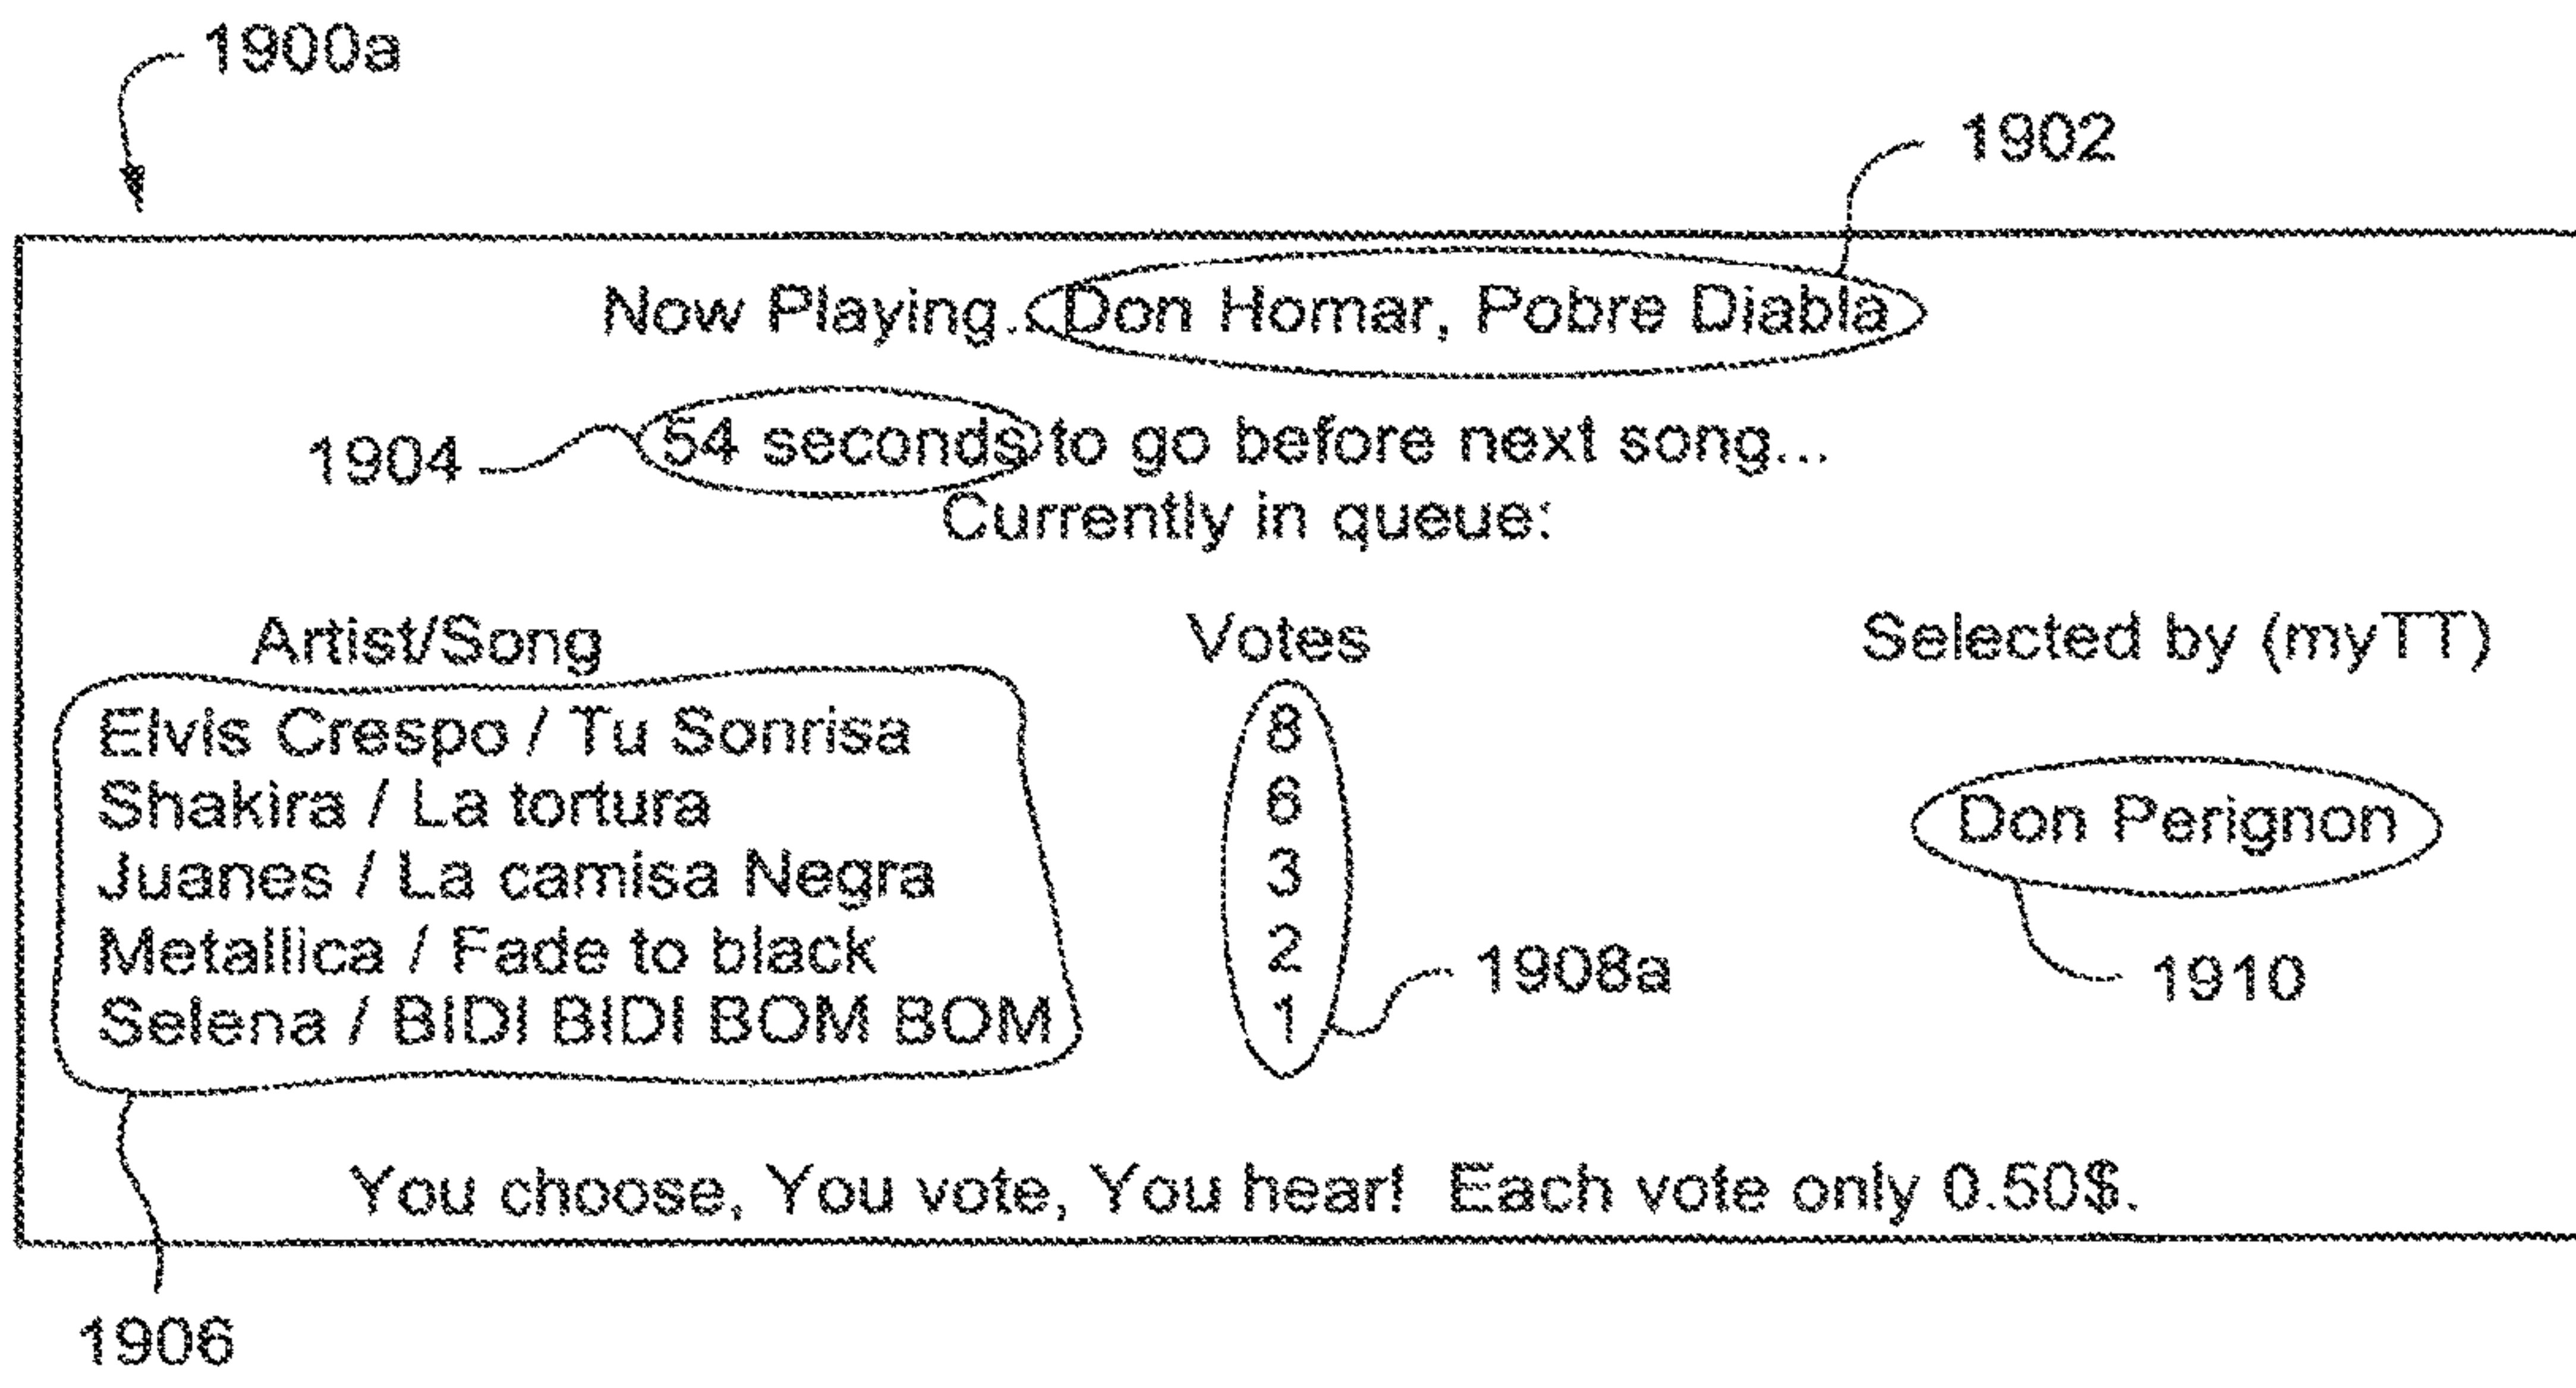 1900a
1902
Now Playing... Don Homar, Pobre Diabla
1904
54 seconds to go before next song...
Currently in queue:
Artist/Song Votes Selected by (myTT)
Elvis Crespo / Tu Sonrisa 8
Shakira / La tortura 6 Don Perignon
Juanes / La camisa Negra 3
Metallica / Fade to black 2 1908a 1910
Selena / BIDI BIDI BOM BOM 1
You choose, You vote, You hear! Each vote only 0.50$.
1906